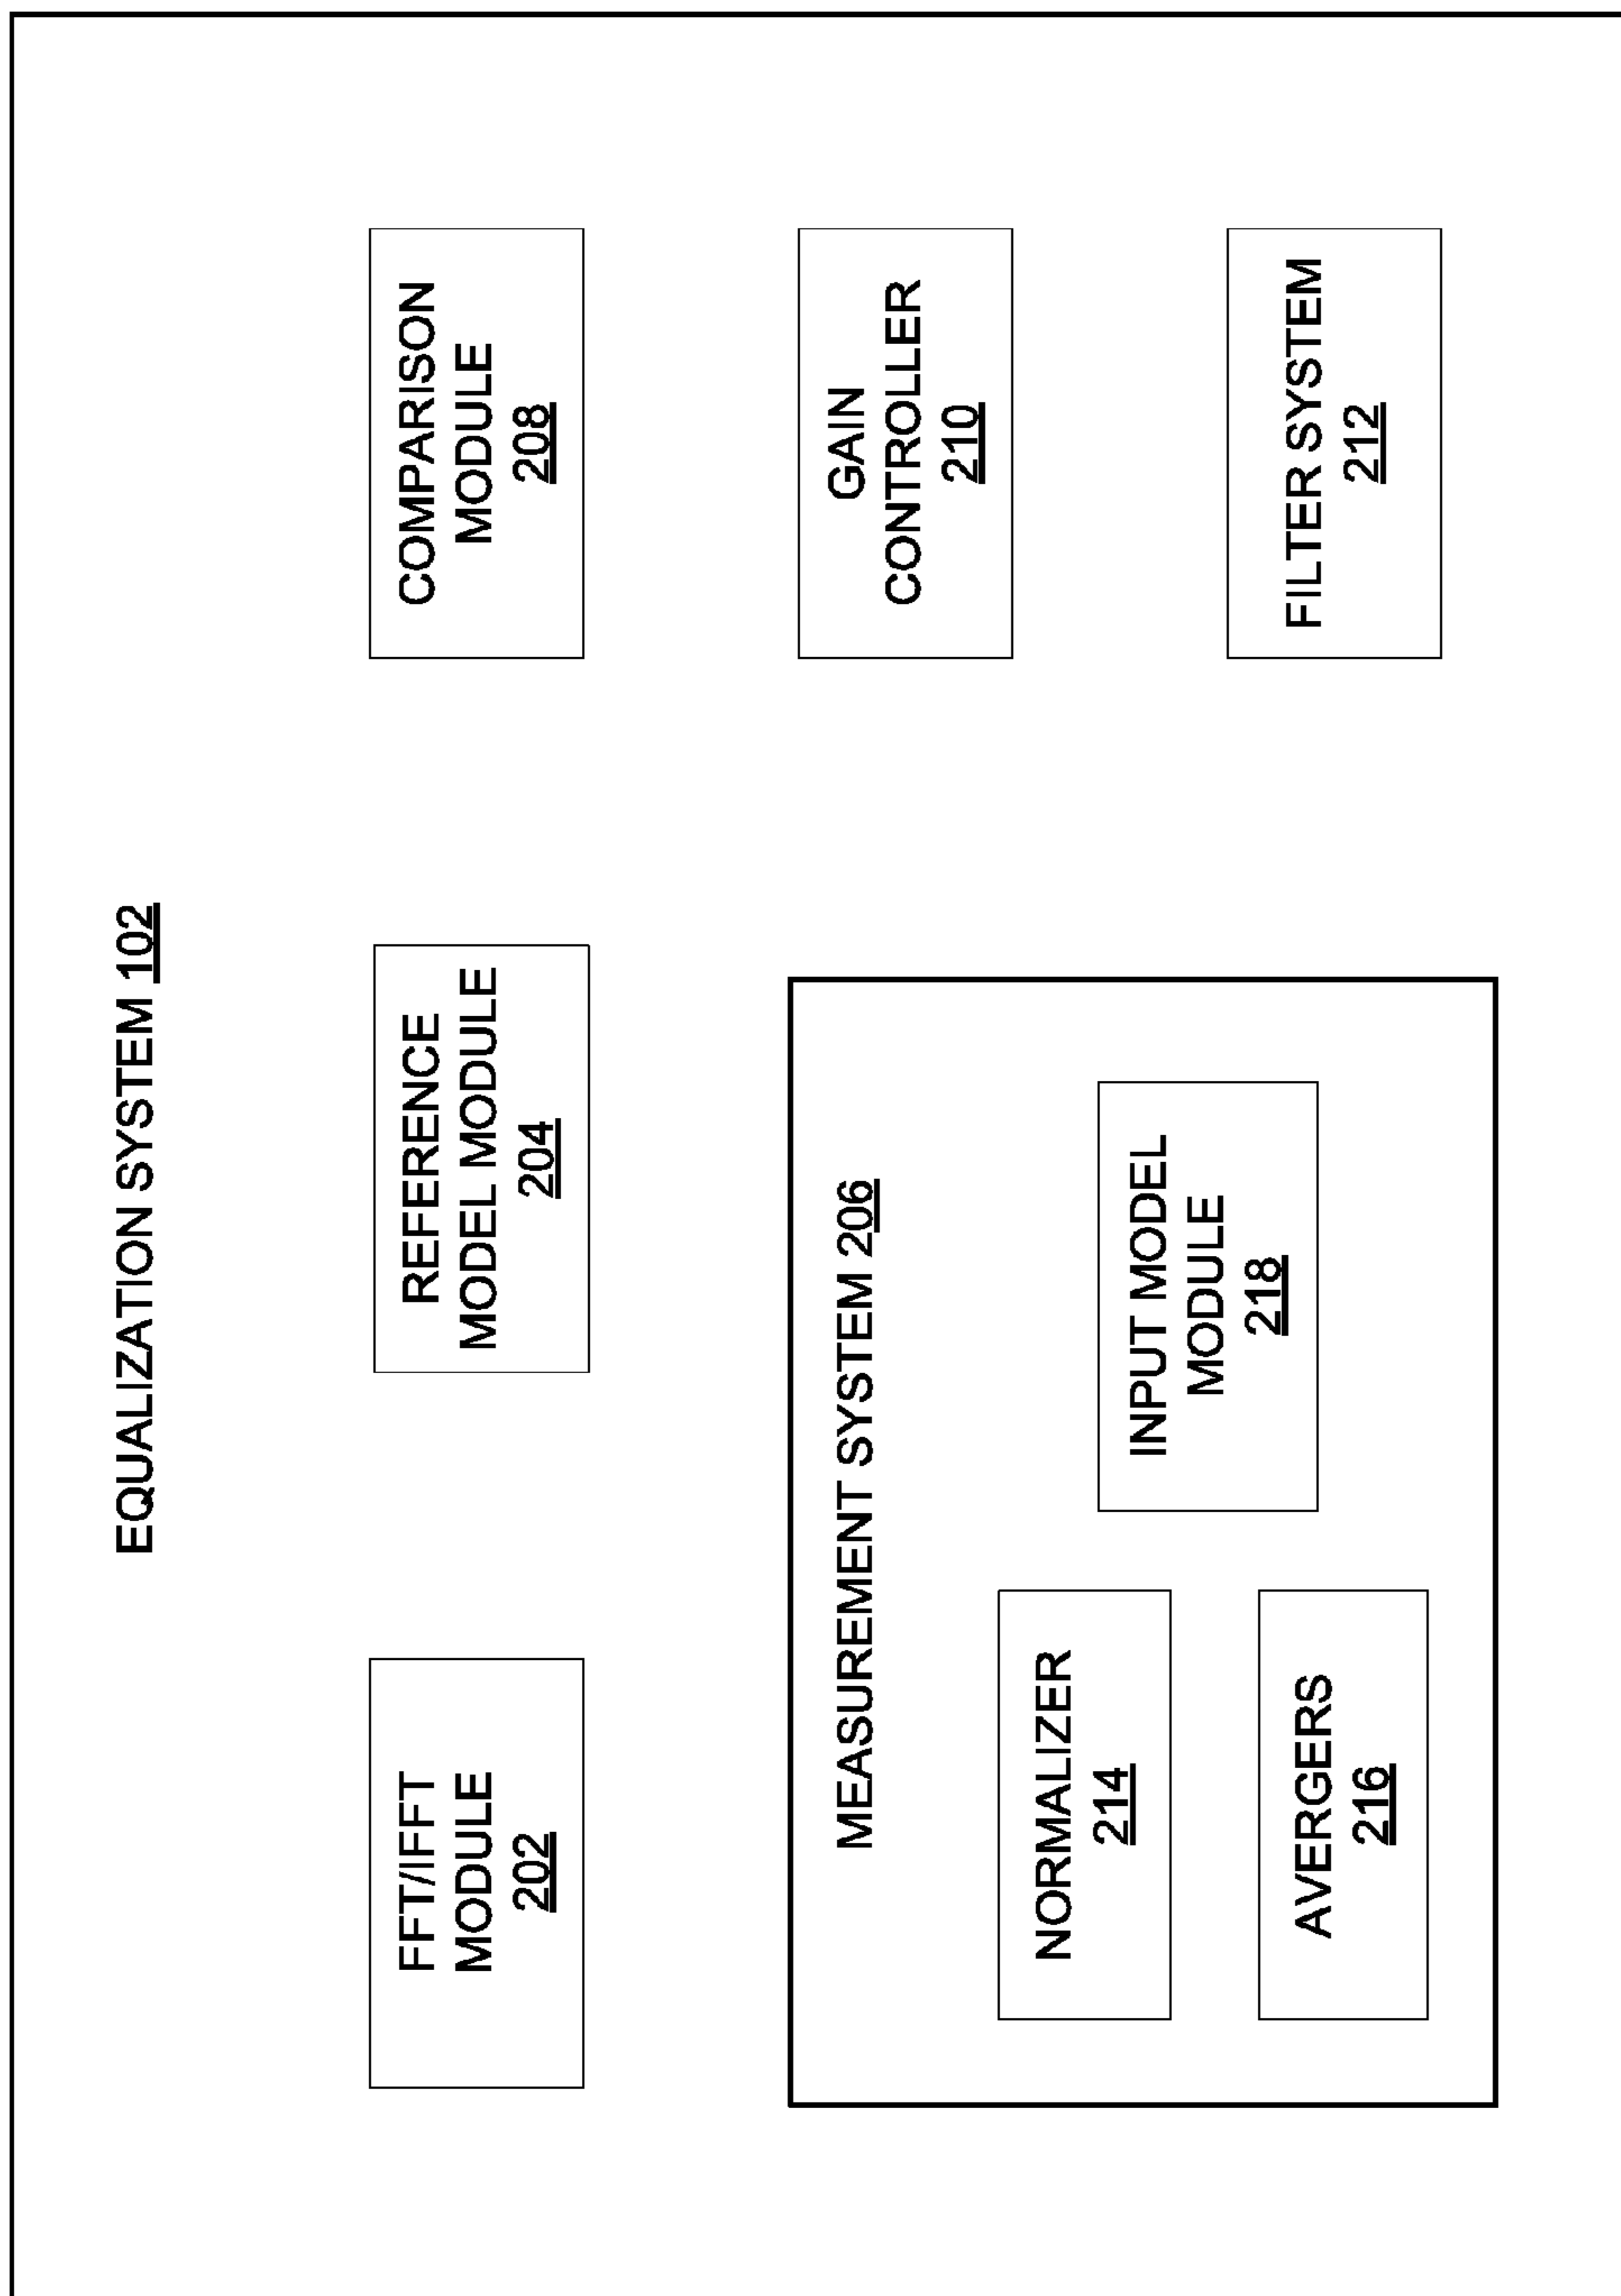 EQUALIZATION SYSTEM 102
FFT/IFFT
MODULE
202
REFERENCE
MODEL MODULE
204
COMPARISON
MODULE
208
MEASUREMENT SYSTEM 206
NORMALIZER
214
AVERGERS
216
INPUT MODEL
MODULE
218
GAIN
CONTROLLER
210
FILTER SYSTEM
212